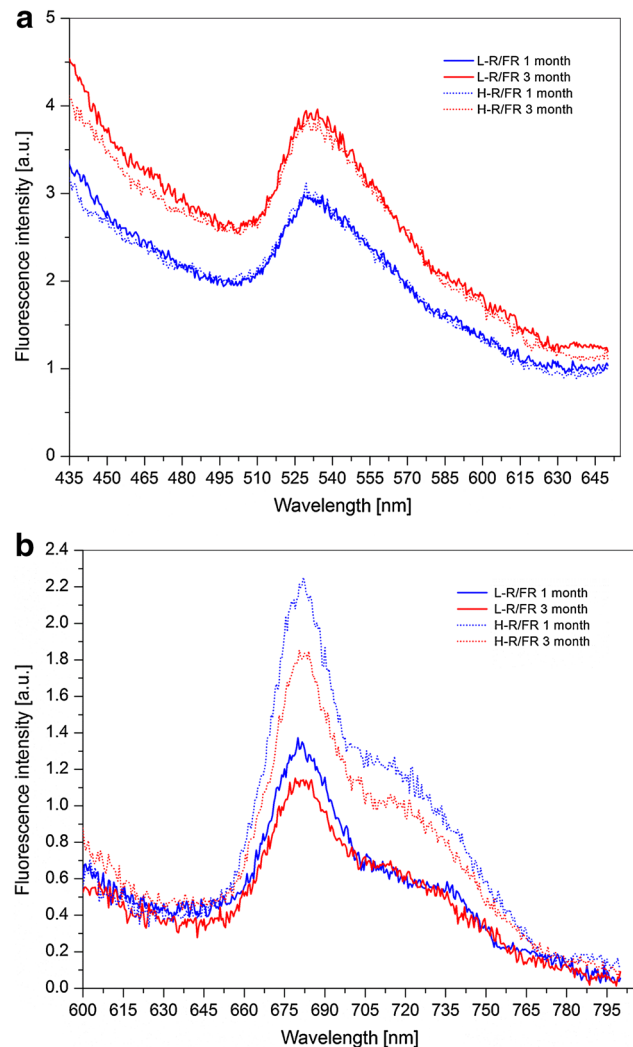 a
5
4
3
2
1
0
Fluorescence intensity [a.u.]
L-R/FR 1 month
L-R/FR 3 month
H-R/FR 1 month
H-R/FR 3 month
435 450 465 480 495 510 525 540 555 570 585 600 615 630 645
Wavelength [nm]
b
2.4
2.2
2.0
1.8
1.6
1.4
1.2
1.0
0.8
0.6
0.4
0.2
0.0
Fluorescence intensity [a.u.]
L-R/FR 1 month
L-R/FR 3 month
H-R/FR 1 month
H-R/FR 3 month
600 615 630 645 660 675 690 705 720 735 750 765 780 795
Wavelength [nm]